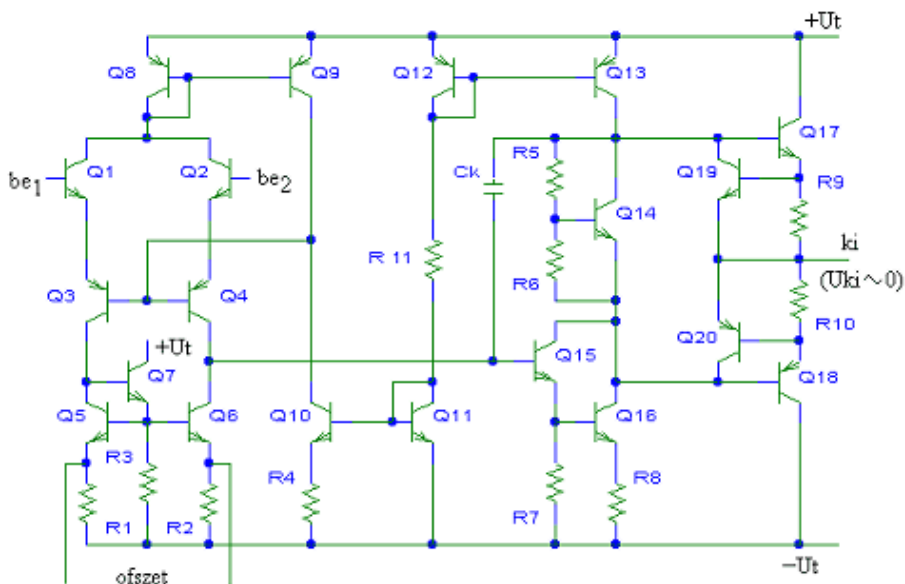 +Ut
Q8
Q9
Q12
Q13
Q17
Q1
Q2
be1
be2
Ck
R5
Q14
Q19
R9
ki
(Uki~0)
R 11
R6
R10
Q3
Q4
+Ut
Q7
Q15
Q20
Q18
Q5
Q6
Q10
Q11
Q16
R3
R4
R8
R1
R2
R7
ofszet
−Ut